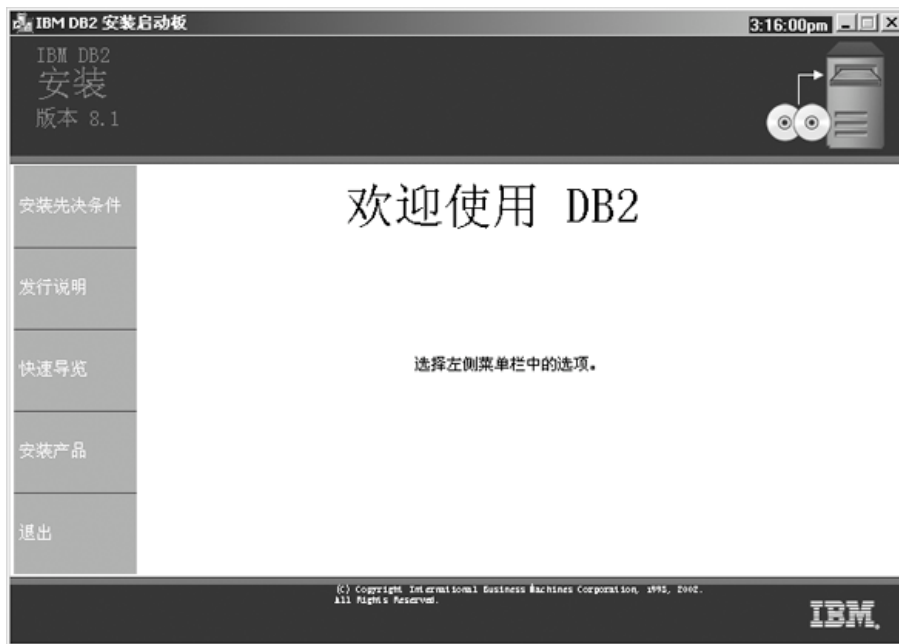 IBM DB2 安装启动板
3:16:00pm
IBM DB2
安装
版本 8.1
安装先决条件
发行说明
快速导览
安装产品
退出
欢迎使用 DB2
选择左侧菜单栏中的选项。
(C) Copyright International Business Machines Corporation, 1993, 2002.
All Rights Reserved.
IBM.